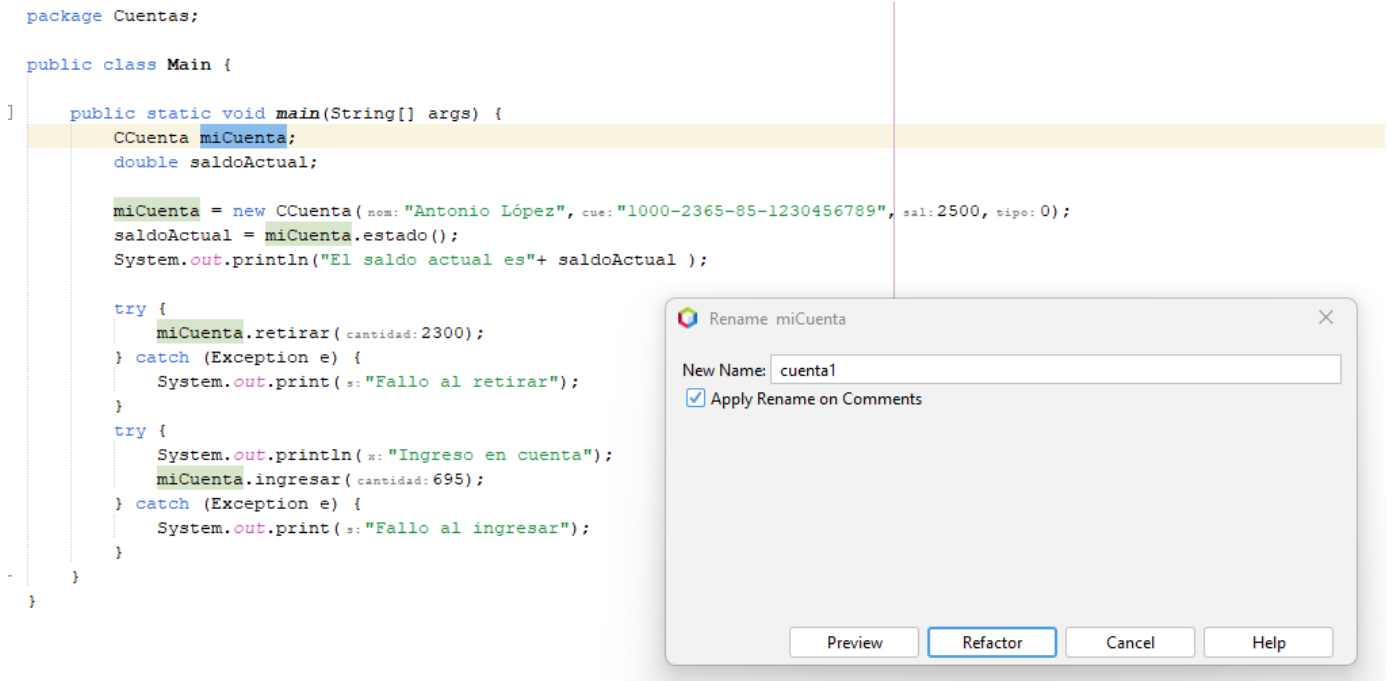 package Cuentas;
public class Main {
public static void main(String[] args) {
CCuenta miCuenta;
double saldoActual;
miCuenta = new CCuenta( nom: "Antonio López", cue: "1000-2365-85-1230456789", sal: 2500, tipo: 0);
saldoActual = miCuenta.estado();
System.out.println("El saldo actual es"+ saldoActual );
try {
miCuenta.retirar( cantidad: 2300);
} catch (Exception e) {
System.out.print( s: "Fallo al retirar");
}
try {
System.out.println( x: "Ingreso en cuenta");
miCuenta.ingresar( cantidad: 695);
} catch (Exception e) {
System.out.print( s: "Fallo al ingresar");
}
}
}
Rename miCuenta
New Name: cuenta1
Apply Rename on Comments
Preview Refactor Cancel Help